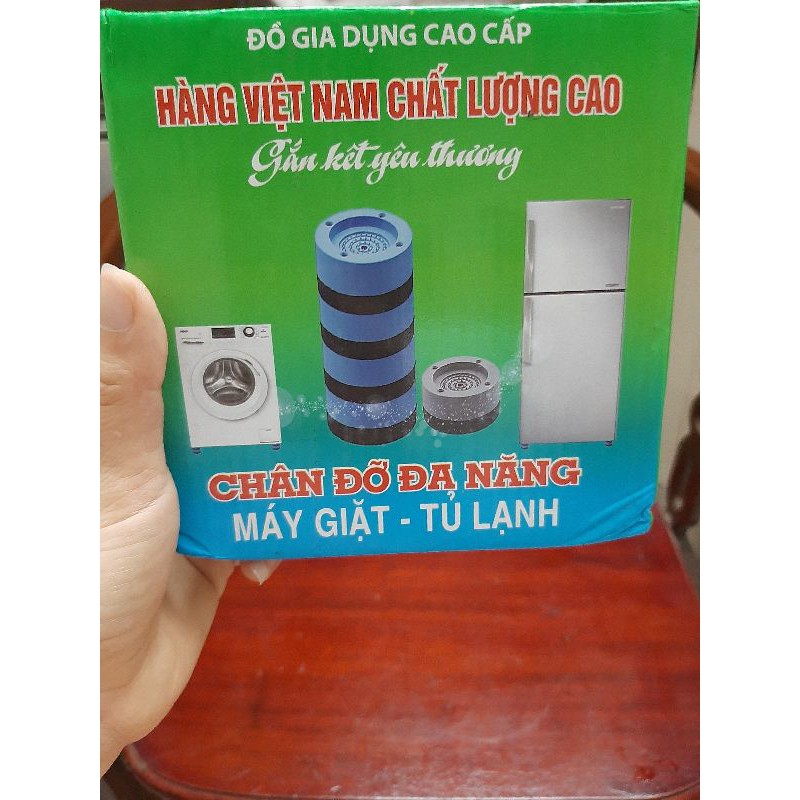 ĐỒ GIA DỤNG CAO CẤP
HÀNG VIỆT NAM CHẤT LƯỢNG CAO
Gắn kết yêu thương
CHÂN ĐỠ ĐA NĂNG
MÁY GIẶT - TỦ LẠNH